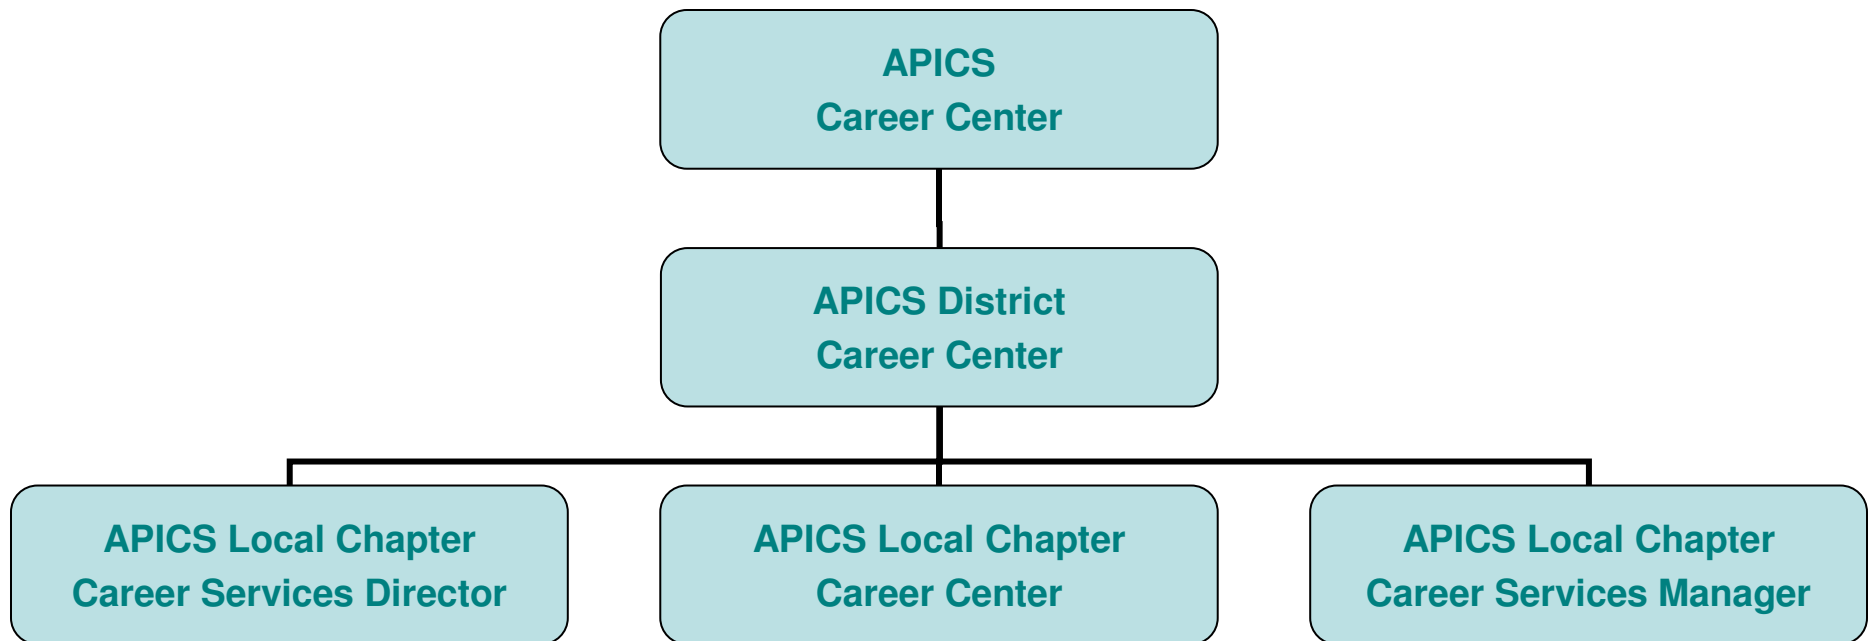 APICS
Career Center
APICS District
Career Center
APICS Local Chapter
Career Services Director
APICS Local Chapter
Career Center
APICS Local Chapter
Career Services Manager